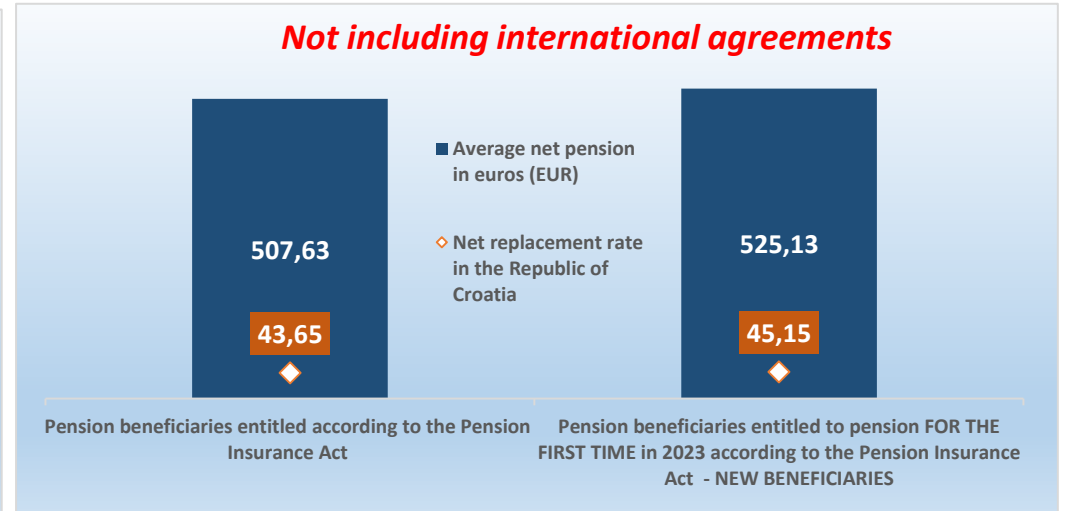 Not including international agreements
Average net pension
in euros (EUR)
Net replacement rate
in the Republic of
Croatia
507,63
525,13
43,65
45,15
Pension beneficiaries entitled according to the Pension
Insurance Act
Pension beneficiaries entitled to pension FOR THE
FIRST TIME in 2023 according to the Pension Insurance
Act - NEW BENEFICIARIES